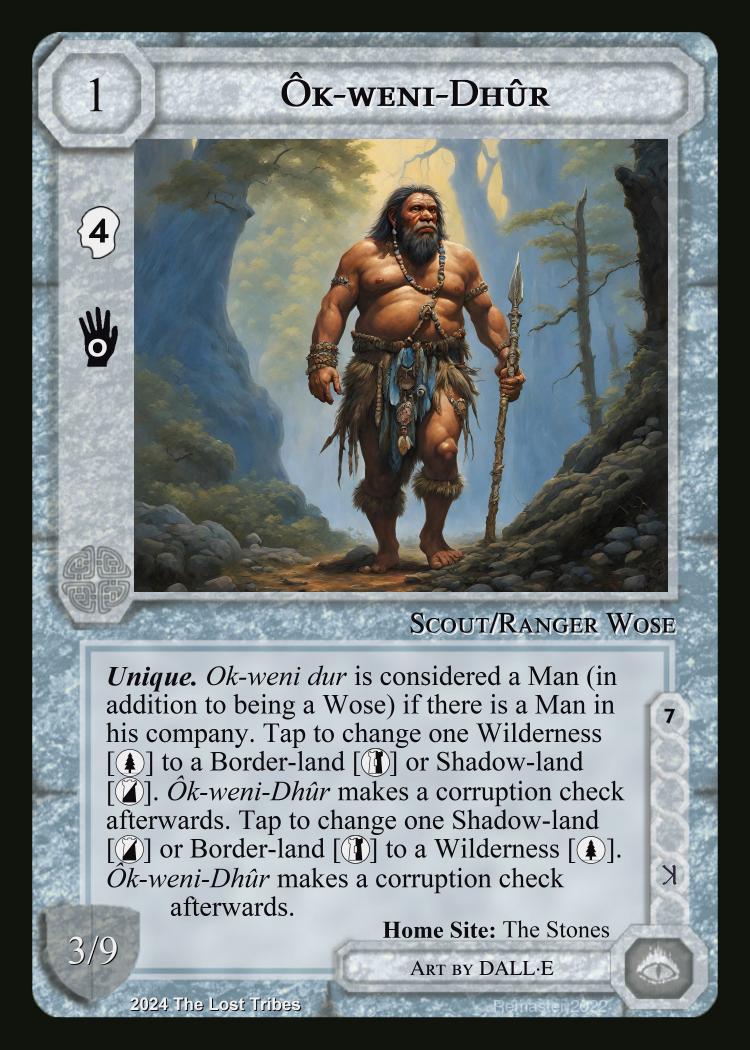 1
Ôk-weni-Dhûr
4
0
Scout/Ranger Wose
Unique. Ok-weni dur is considered a Man (in
addition to being a Wose) if there is a Man in
his company. Tap to change one Wilderness
[] to a Border-land [] or Shadow-land
[]. Ôk-weni-Dhûr makes a corruption check
afterwards. Tap to change one Shadow-land
[] or Border-land [] to a Wilderness [].
Ôk-weni-Dhûr makes a corruption check
afterwards.
7
Home Site: The Stones
3/9
Art by DALL·E
2024 The Lost Tribes
Remaster 2022